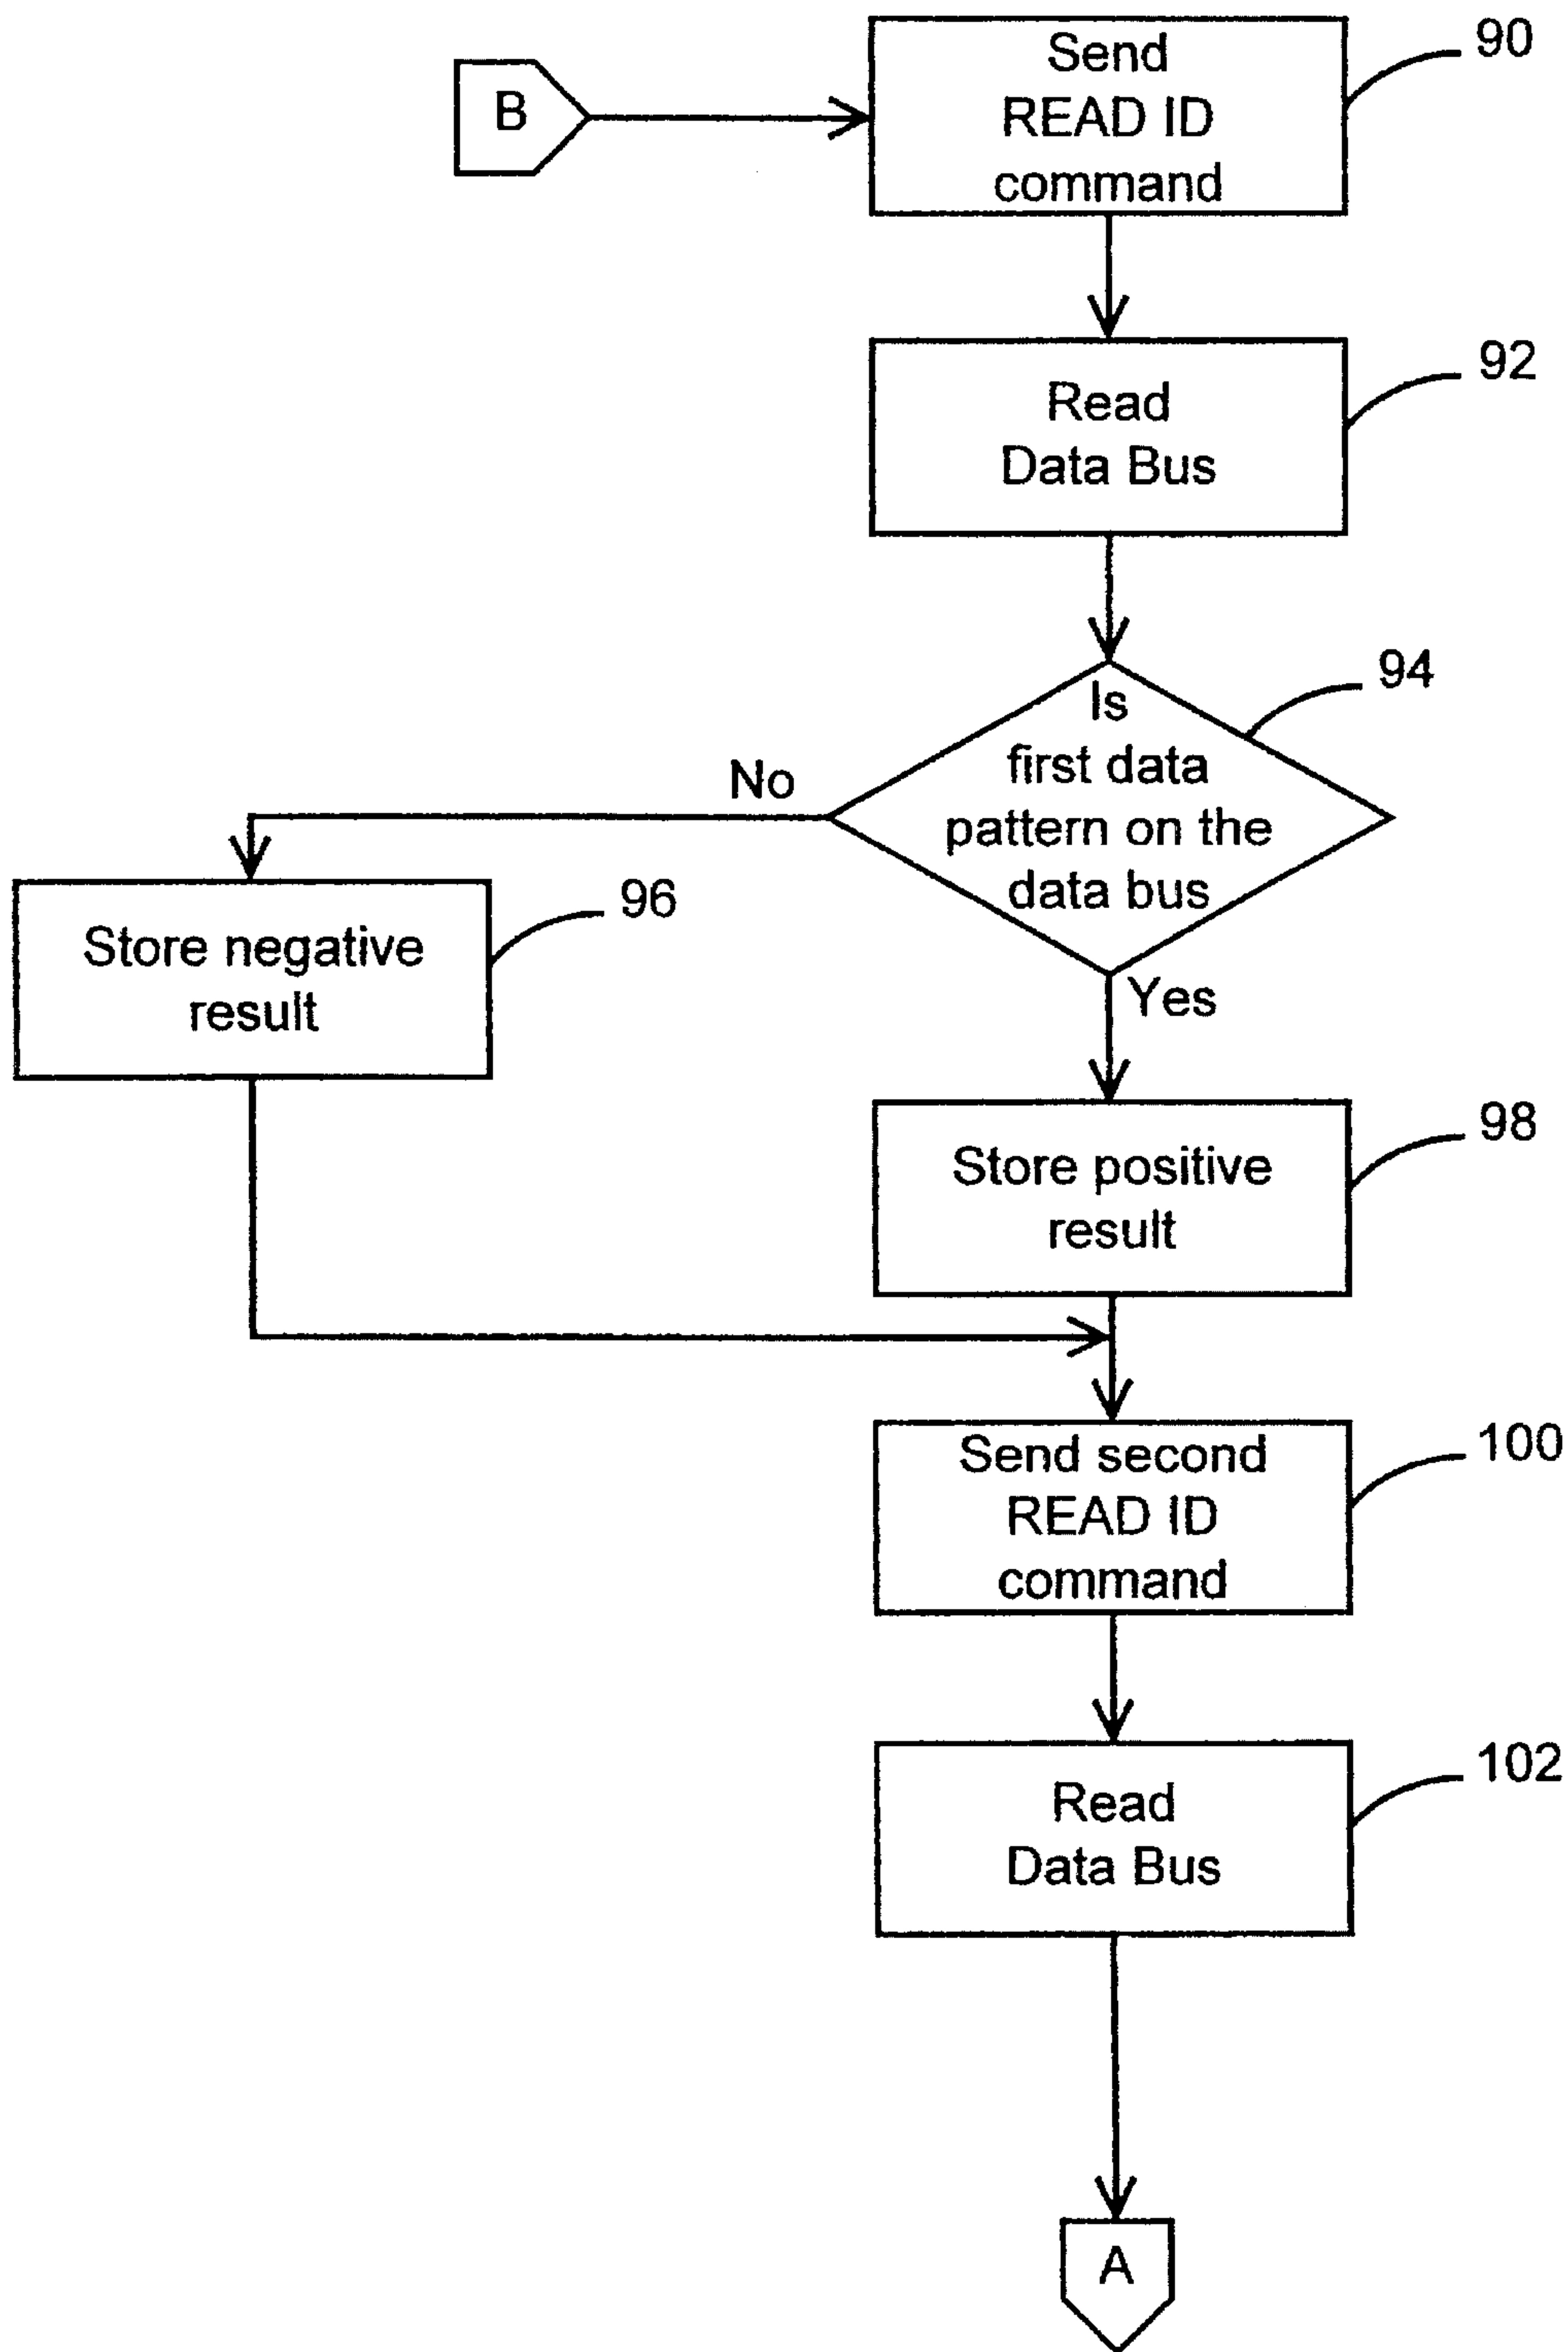 90
Send
READ ID
command
B
92
Read
Data Bus
94
Is
first data
pattern on the
data bus
No
Yes
96
Store negative
result
98
Store positive
result
100
Send second
READ ID
command
102
Read
Data Bus
A